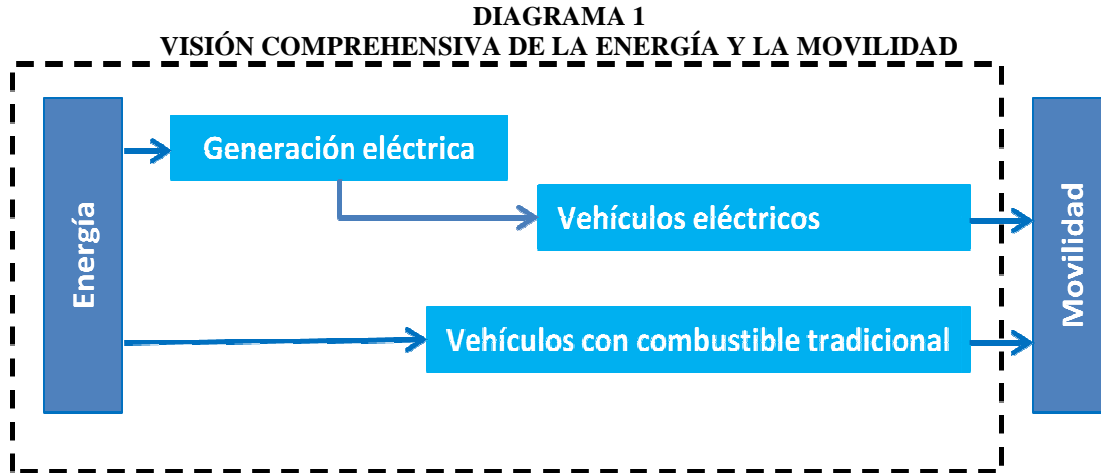 DIAGRAMA 1
VISIÓN COMPREHENSIVA DE LA ENERGÍA Y LA MOVILIDAD
Energía
Generación eléctrica
Vehículos eléctricos
Vehículos con combustible tradicional
Movilidad